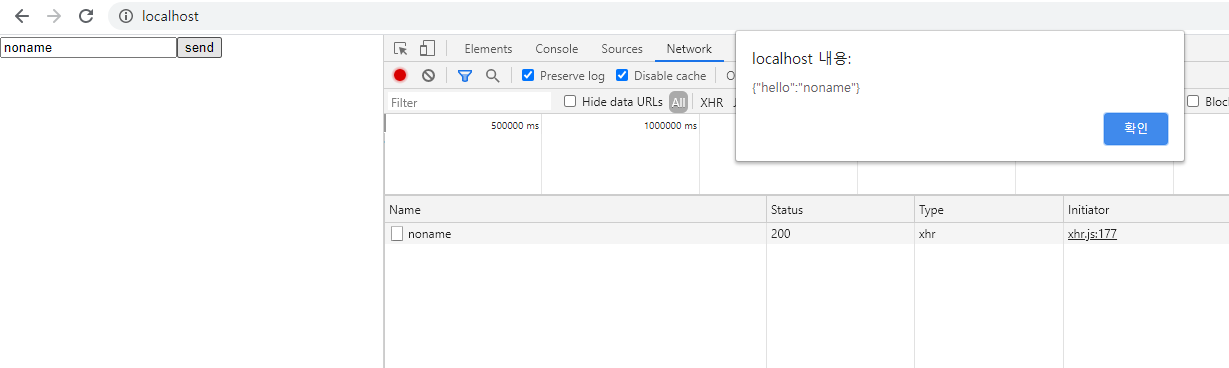 localhost
noname send
Elements Console Sources Network
Preserve log Disable cache
Filter Hide data URLs All XHR Bloc
500000 ms 1000000 ms
localhost 내용:
{"hello":"noname"}
확인
Name Status Type Initiator
noname 200 xhr xhr.js:177